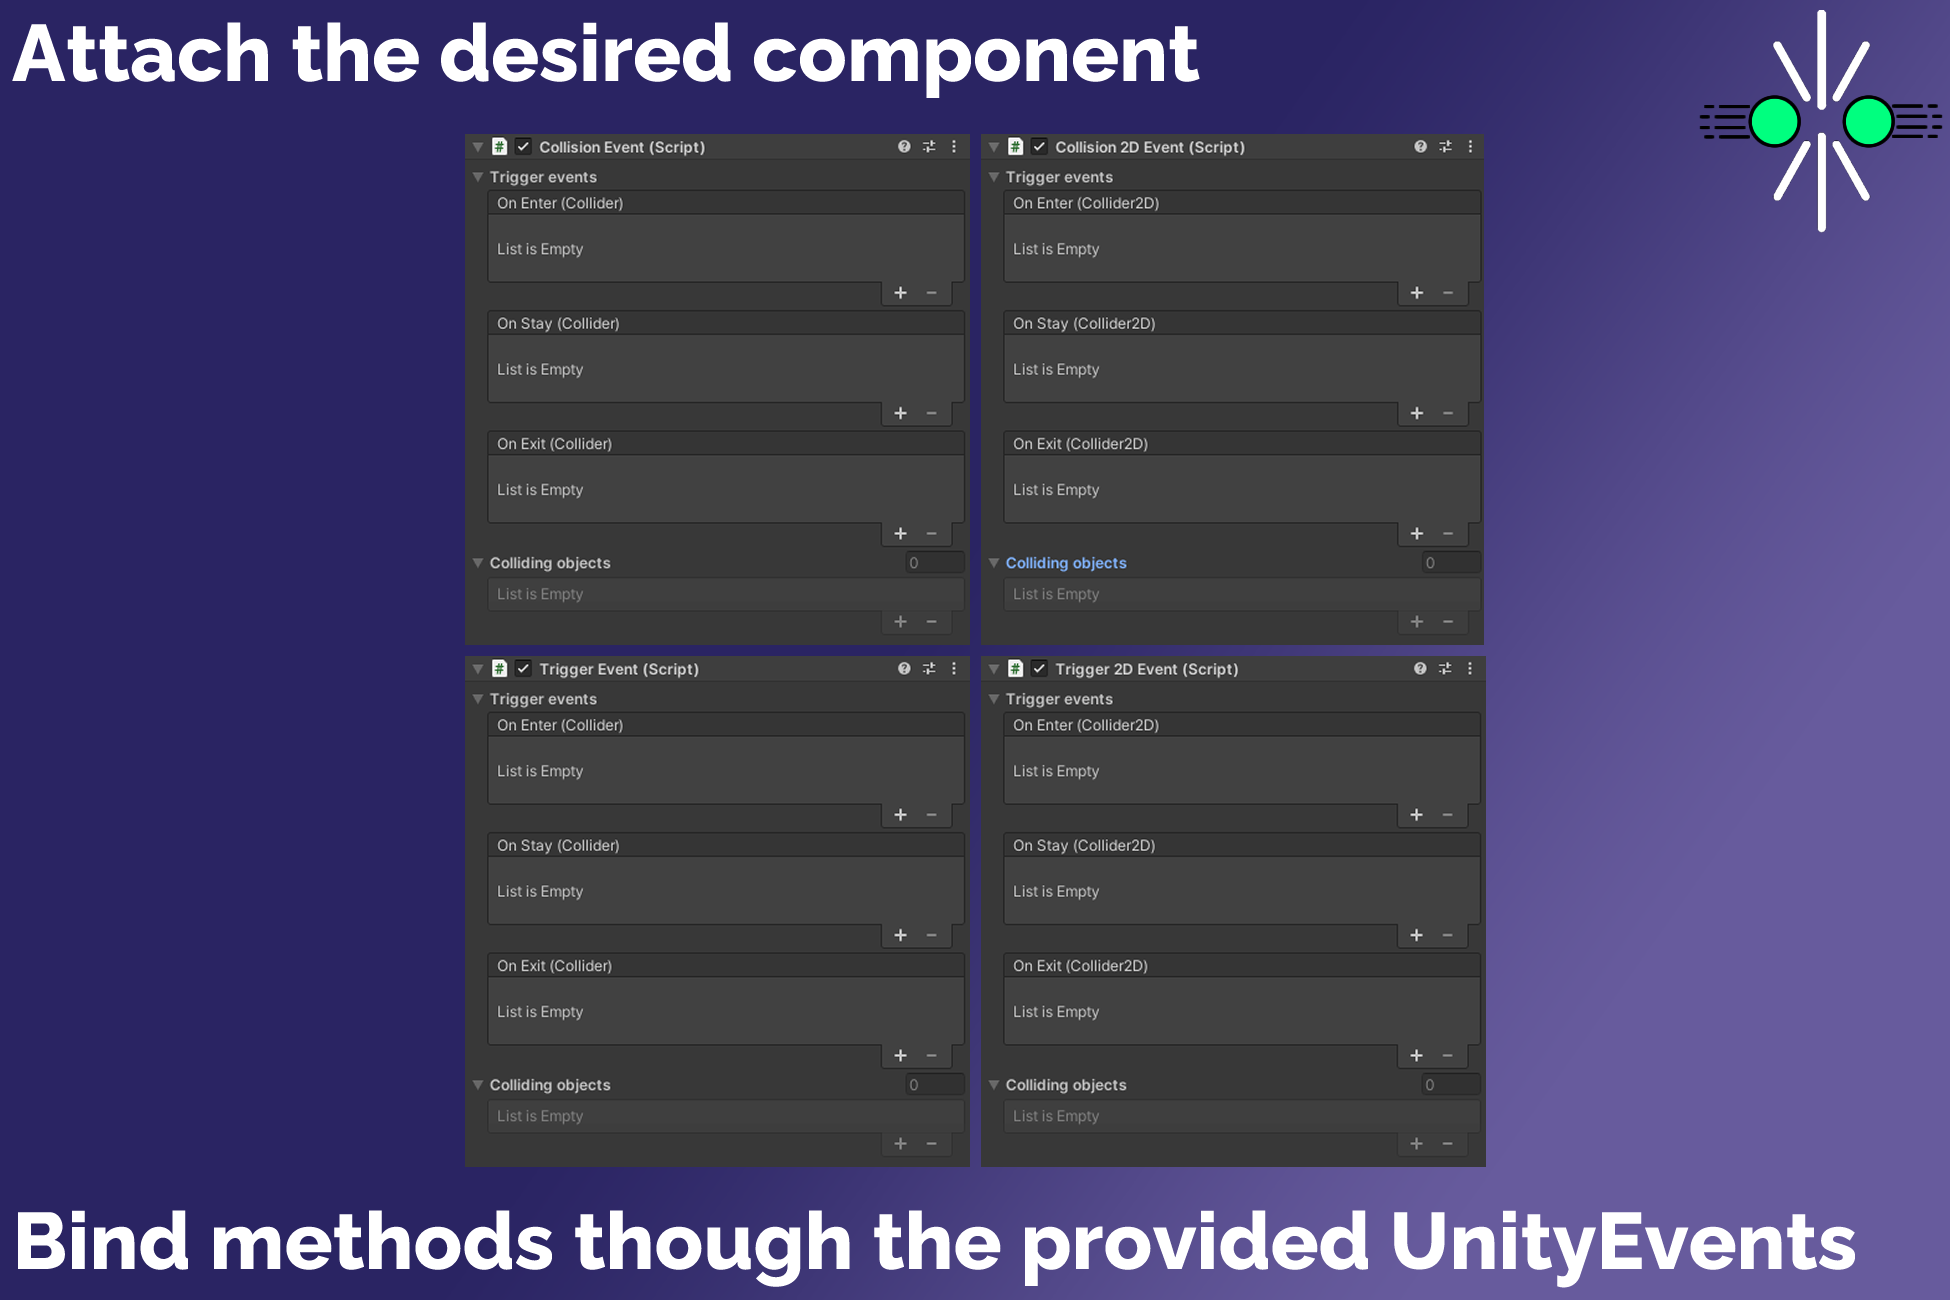 Attach the desired component
Collision Event (Script)
Trigger events
On Enter (Collider)
List is Empty
On Stay (Collider)
List is Empty
On Exit (Collider)
List is Empty
Colliding objects 0
List is Empty
Collision 2D Event (Script)
Trigger events
On Enter (Collider2D)
List is Empty
On Stay (Collider2D)
List is Empty
On Exit (Collider2D)
List is Empty
Colliding objects 0
List is Empty
Trigger Event (Script)
Trigger events
On Enter (Collider)
List is Empty
On Stay (Collider)
List is Empty
On Exit (Collider)
List is Empty
Colliding objects 0
List is Empty
Trigger 2D Event (Script)
Trigger events
On Enter (Collider2D)
List is Empty
On Stay (Collider2D)
List is Empty
On Exit (Collider2D)
List is Empty
Colliding objects 0
List is Empty
Bind methods though the provided UnityEvents